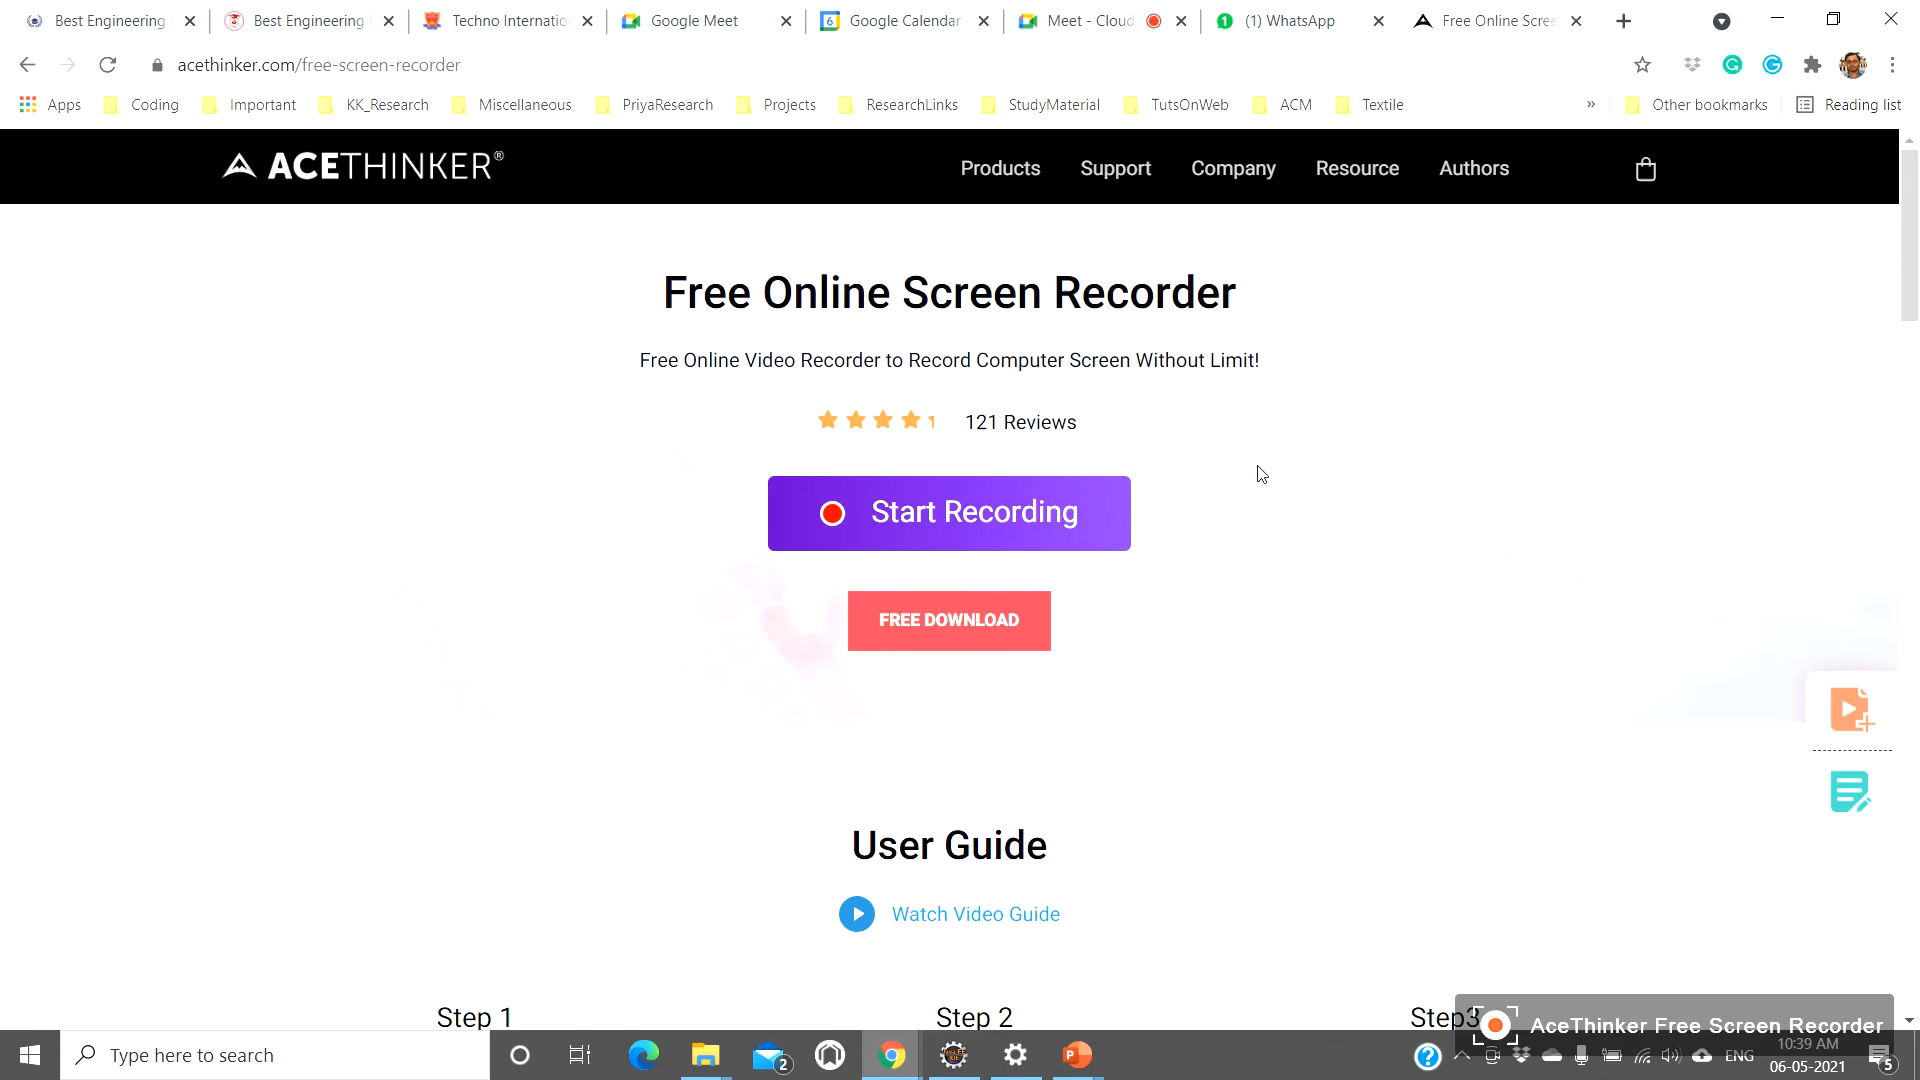 Best Engineering
Best Engineering
Techno Internatio
Google Meet
Google Calendar
Meet - Cloud
(1) WhatsApp
Free Online Scree
acethinker.com/free-screen-recorder
Apps
Coding
Important
KK_Research
Miscellaneous
PriyaResearch
Projects
ResearchLinks
StudyMaterial
TutsOnWeb
ACM
Textile
»
Other bookmarks
Reading list
ACETHINKER®
Products
Support
Company
Resource
Authors
Free Online Screen Recorder
Free Online Video Recorder to Record Computer Screen Without Limit!
121 Reviews
Start Recording
FREE DOWNLOAD
User Guide
Watch Video Guide
Step 1
Step 2
Step3
AceThinker Free Screen Recorder
Type here to search
2
ENG
10:39 AM
06-05-2021
5